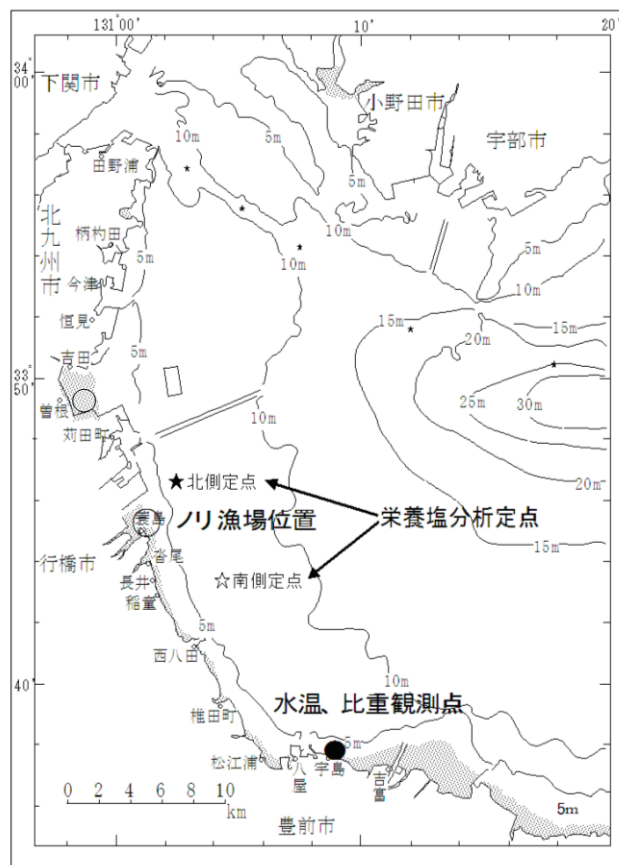 131°00′
10′
20′
34°
00′
下関市
小野田市
宇部市
10m
5m
5m
田野浦
北九州市
柄杓田
5m
10m
10m
5m
10m
今津
恒見
5m
15m
15m
20m
吉田
曽根
苅田町
10m
25m
30m
33°
50′
20m
★北側定点
栄養塩分析定点
ノリ漁場位置
蓑島
15m
行橋市
沓尾
長井
稲童
☆南側定点
5m
西八田
40′
10m
椎田町
水温、比重観測点
5m
松江浦
八屋
宇島
吉富
0 2 4 6 8 10
km
豊前市
5m